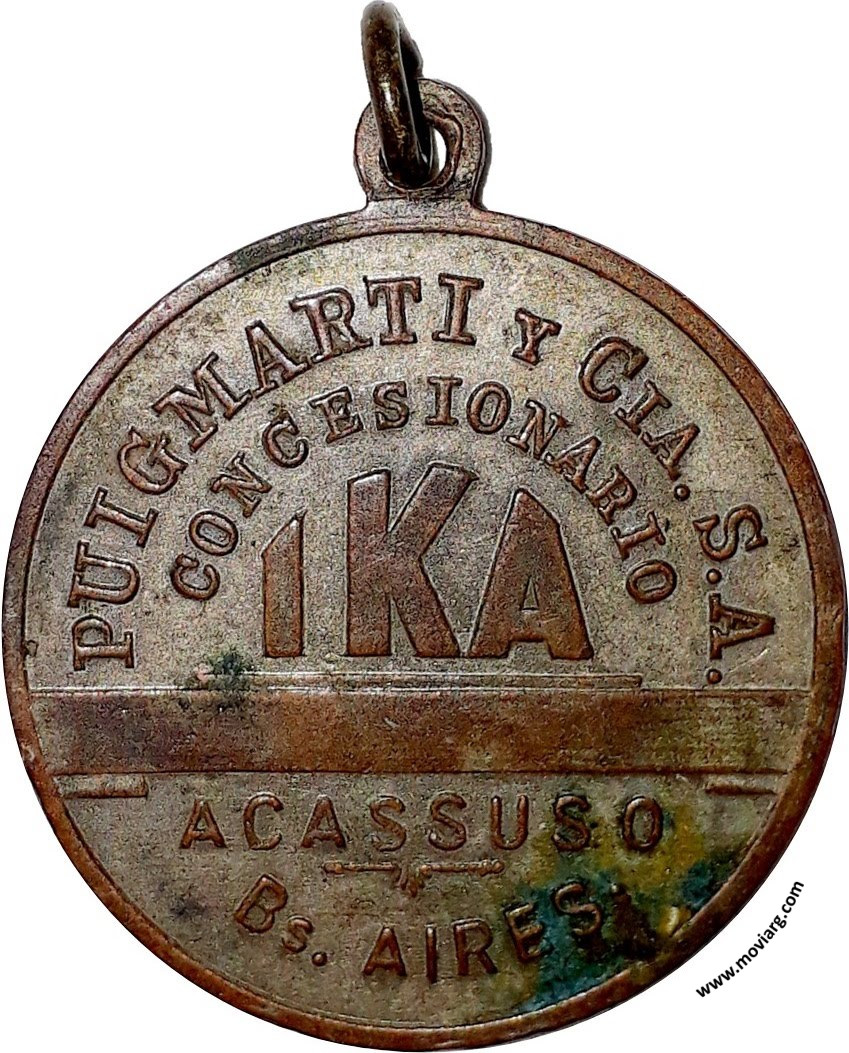 PUIGMARTI Y CIA. S.A.
CONCESIONARIO
IKA
ACASSUSO
Bs. AIRES
www.moviarg.com